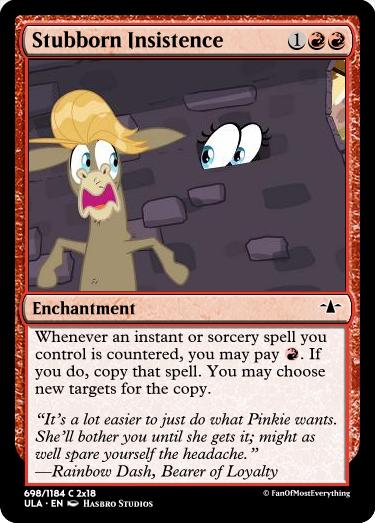 Stubborn Insistence 1
Enchantment
Whenever an instant or sorcery spell you
control is countered, you may pay . If
you do, copy that spell. You may choose
new targets for the copy.
“It’s a lot easier to just do what Pinkie wants.
She’ll bother you until she gets it; might as
well spare yourself the headache.”
—Rainbow Dash, Bearer of Loyalty
698/1184 C 2x18
ULA • EN Hasbro Studios
© FanOfMostEverything